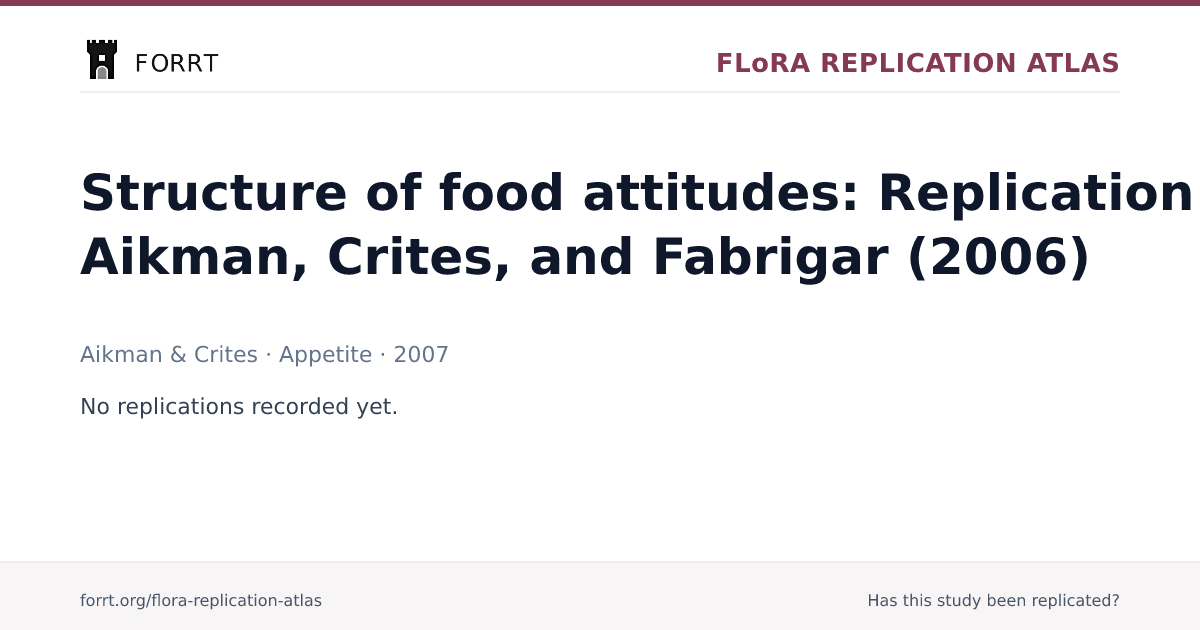 FORRT
FLoRA REPLICATION ATLAS
Structure of food attitudes: Replication
Aikman, Crites, and Fabrigar (2006)
Aikman & Crites · Appetite · 2007
No replications recorded yet.
forrt.org/flora-replication-atlas
Has this study been replicated?